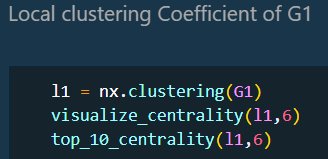 Local clustering Coefficient of G1
l1 = nx.clustering(G1)
visualize_centrality(l1,6)
top_10_centrality(l1,6)